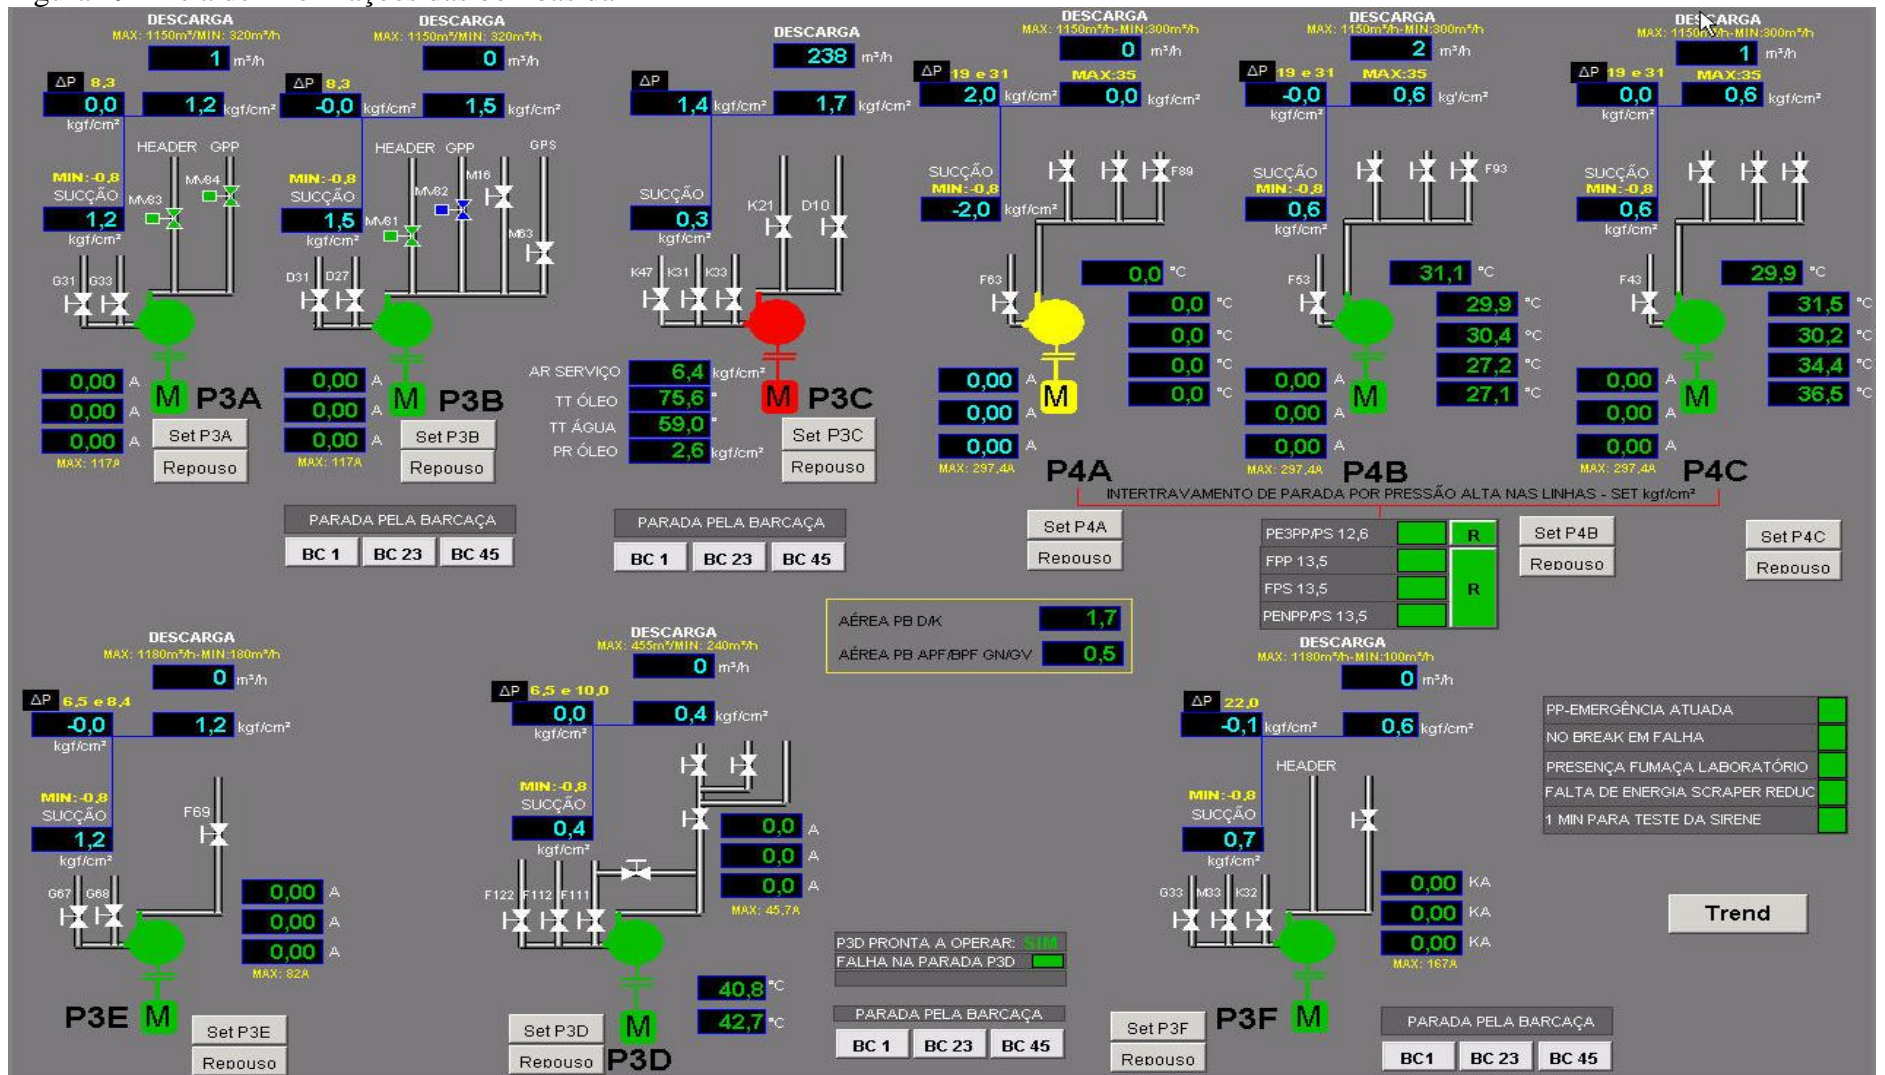 DESCARGA
MAX: 1150m³/MIN: 320m³/h
1 m³/h
ΔP 8,3
0,0 kgf/cm²
1,2 kgf/cm²
HEADER GPP
MIN:-0,8
SUCÇÃO
1,2
kgf/cm²
MV83
MV84
G31 G33
0,00 A
0,00 A
0,00 A
MAX: 117A
M P3A
Set P3A
Repouso
DESCARGA
MAX: 1150m³/MIN: 320m³/h
0 m³/h
ΔP 8,3
-0,0 kgf/cm²
1,5 kgf/cm²
HEADER GPP
GPS
MIN:-0,8
SUCÇÃO
1,5
kgf/cm²
MV81
MV82
M16
M63
D31 D27
0,00 A
0,00 A
0,00 A
MAX: 117A
M P3B
Set P3B
Repouso
PARADA PELA BARCAÇA
BC 1 BC 23 BC 45
DESCARGA
238 m³/h
ΔP
1,4 kgf/cm²
1,7 kgf/cm²
SUCÇÃO
0,3
kgf/cm²
K21 D10
K47 K31 K33
AR SERVIÇO 6,4 kgf/cm²
TT ÓLEO 75,6 °
TT ÁGUA 59,0 °
PR ÓLEO 2,6 kgf/cm²
M P3C
Set P3C
Repouso
PARADA PELA BARCAÇA
BC 1 BC 23 BC 45
DESCARGA
MAX: 1150m³/h-MIN:300m³/h
0 m³/h
ΔP 19 e 31
MAX:35
2,0 kgf/cm²
0,0 kgf/cm²
SUCÇÃO
MIN:-0,8
-2,0 kgf/cm²
F89
F63
0,0 °C
0,0 °C
0,0 °C
0,0 °C
0,0 °C
0,00 A
0,00 A
0,00 A
MAX: 297,4A
M
P4A
Set P4A
Repouso
DESCARGA
MAX: 1150m³/h-MIN:300m³/h
2 m³/h
ΔP 19 e 31
MAX:35
-0,0 kgf/cm²
0,6 kg'/cm²
SUCÇÃO
MIN:-0,8
0,6
kgf/cm²
F93
F53
31,1 °C
29,9 °C
30,4 °C
27,2 °C
27,1 °C
0,00 A
0,00 A
0,00 A
MAX: 297,4A
M
P4B
Set P4B
Repouso
DESCARGA
MAX: 1150m³/h-MIN:300m³/h
1 m³/h
ΔP 19 e 31
MAX:35
0,0 kgf/cm²
0,6 kgf/cm²
SUCÇÃO
MIN:-0,8
0,6
kgf/cm²
F43
29,9 °C
31,5 °C
30,2 °C
34,4 °C
36,5 °C
0,00 A
0,00 A
0,00 A
MAX: 297,4A
M
P4C
Set P4C
Repouso
INTERTRAVAMENTO DE PARADA POR PRESSÃO ALTA NAS LINHAS - SET kgf/cm²
PE3PP/PS 12,6 R
FPP 13,5
FPS 13,5 R
PENPP/PS 13,5
AÉREA PB D/K 1,7
AÉREA PB APF/BPF GN/GV 0,5
DESCARGA
MAX: 1180m³/h-MIN:180m³/h
0 m³/h
ΔP 6,5 e 8,4
-0,0 kgf/cm²
1,2 kgf/cm²
MIN:-0,8
SUCÇÃO
1,2
kgf/cm²
F69
G67 G68
0,00 A
0,00 A
0,00 A
MAX: 82A
P3E M
Set P3E
Repouso
DESCARGA
MAX: 455m³/MIN: 240m³/h
0 m³/h
ΔP 6,5 e 10,0
0,0 kgf/cm²
0,4 kgf/cm²
MIN:-0,8
SUCÇÃO
0,4
kgf/cm²
0,0 A
0,0 A
0,0 A
MAX: 45,7A
F122 F112 F111
40,8 °C
42,7 °C
Set P3D
Repouso
M
P3D
P3D PRONTA A OPERAR: SIM
FALHA NA PARADA P3D
PARADA PELA BARCAÇA
BC 1 BC 23 BC 45
DESCARGA
MAX: 1180m³/h-MIN:100m³/h
0 m³/h
ΔP 22,0
-0,1 kgf/cm²
0,6 kgf/cm²
HEADER
MIN:-0,8
SUCÇÃO
0,7
kgf/cm²
G33 M33 K32
0,00 KA
0,00 KA
0,00 KA
MAX: 167A
Set P3F
Repouso
P3F M
PARADA PELA BARCAÇA
BC1 BC 23 BC 45
PP-EMERGÊNCIA ATUADA
NO BREAK EM FALHA
PRESENÇA FUMAÇA LABORATÓRIO
FALTA DE ENERGIA SCRAPER REDUC
1 MIN PARA TESTE DA SIRENE
Trend